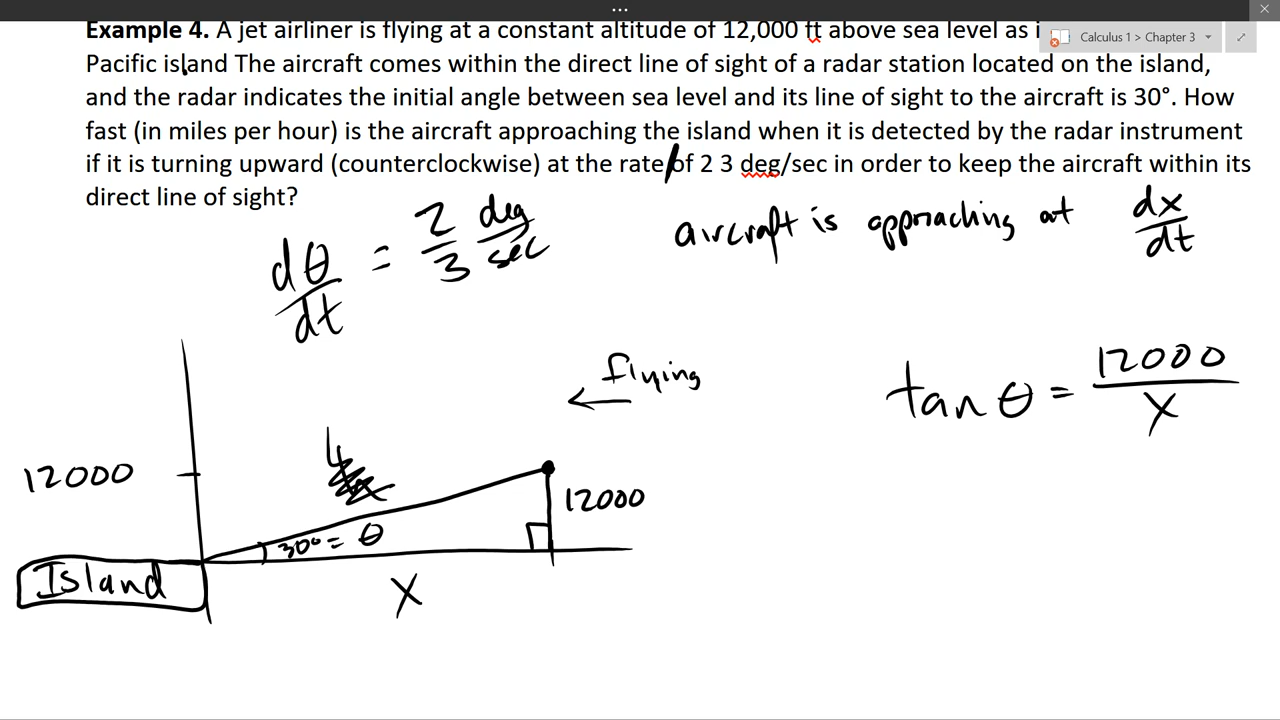 ...
Example 4. A jet airliner is flying at a constant altitude of 12,000 ft above sea level as i
Calculus 1 > Chapter 3
Pacific island The aircraft comes within the direct line of sight of a radar station located on the island,
and the radar indicates the initial angle between sea level and its line of sight to the aircraft is 30°. How
fast (in miles per hour) is the aircraft approaching the island when it is detected by the radar instrument
if it is turning upward (counterclockwise) at the rate of 2 3 deg/sec in order to keep the aircraft within its
direct line of sight?
dθ/dt = 2/3 deg/sec
aircraft is approaching at dx/dt
flying
tan θ = 12000/x
12000
12000
30° = θ
Island
x